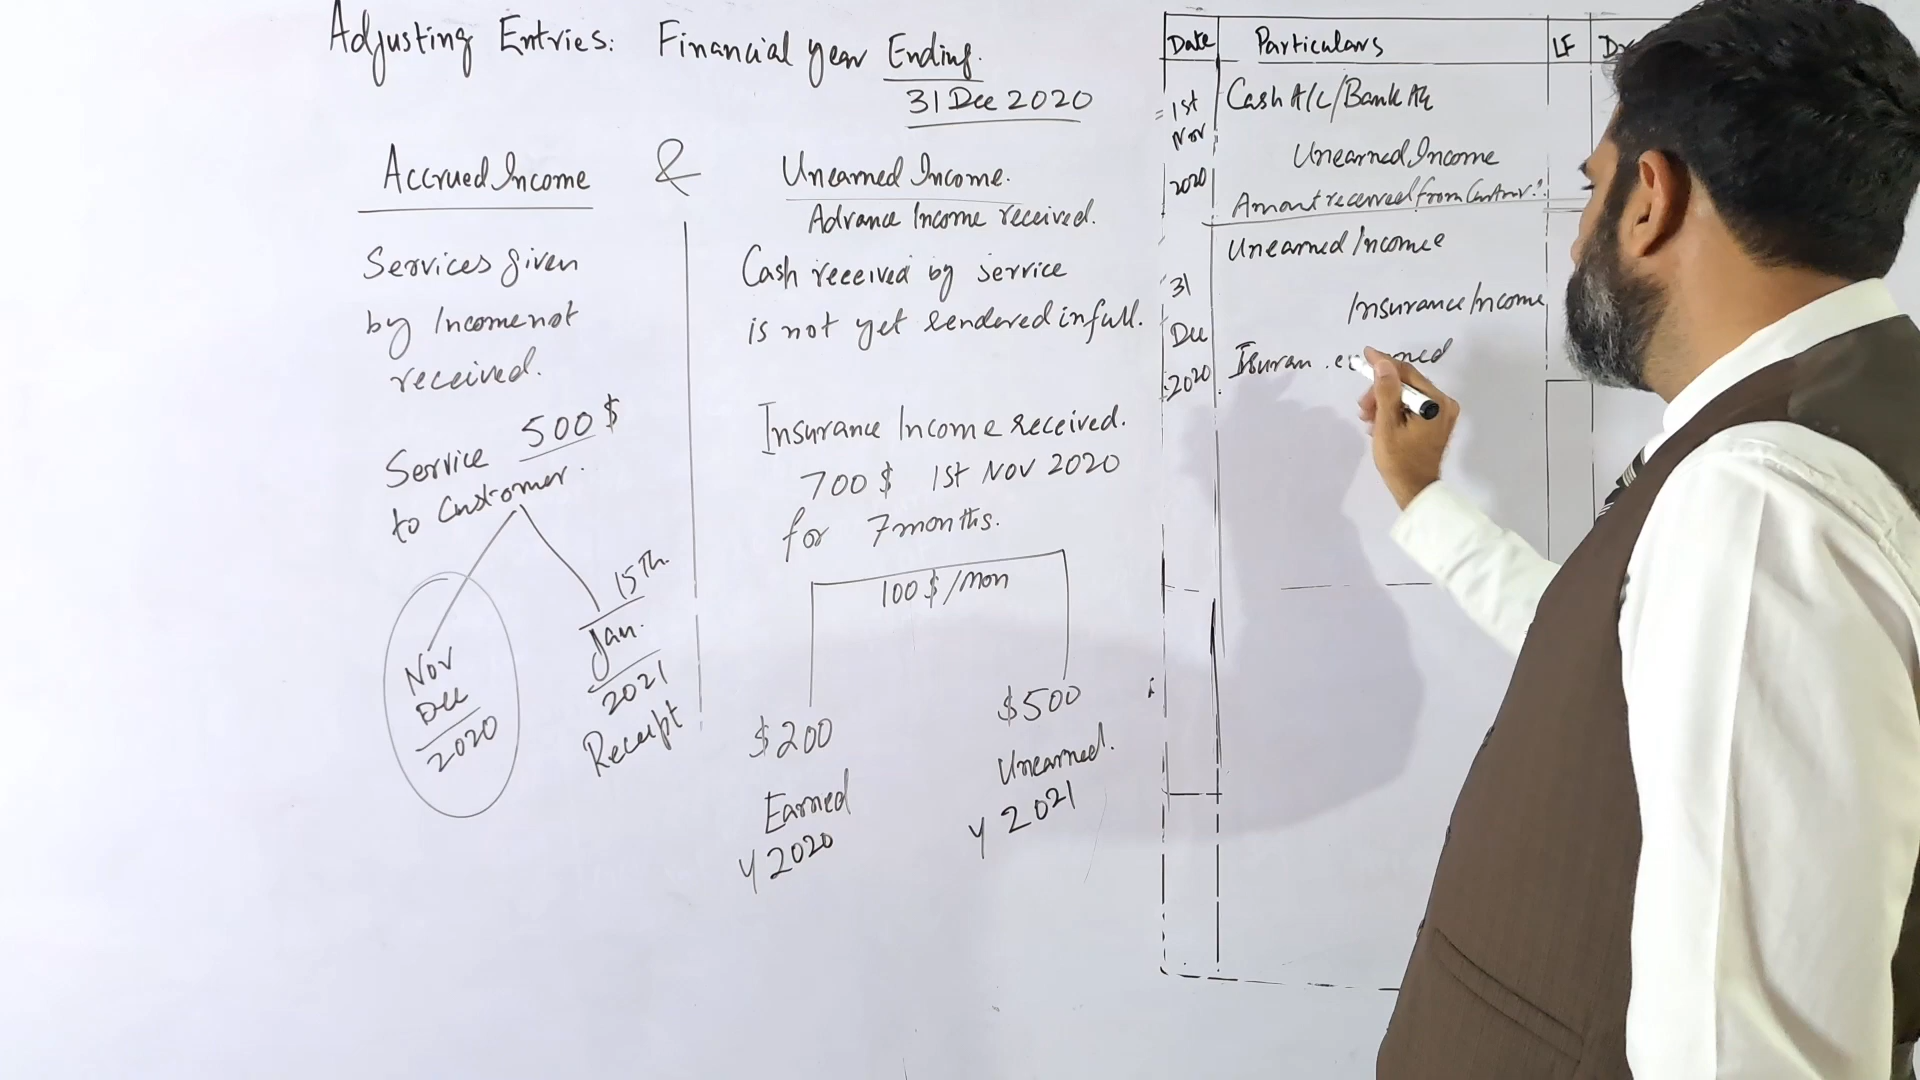 Adjusting Entries: Financial year Ending.
31 Dec 2020
Accrued Income & Unearned Income.
Advance Income received.
Services given
by Income not
received.
Service 500 $
to Customer.
Nov
Dec
2020
15th
Jan.
2021
Receipt
Cash received by service
is not yet rendered in full.
Insurance Income received.
700 $ 1st Nov 2020
for 7 months.
100 $/mon
$200
Earned
Y 2020
$500
Unearned.
Y 2021
Date Particulars LF
1st
Nov
2020
Cash A/C/Bank A/c
Unearned Income
Amount received from
31
Dec
2020
Unearned Income
Insurance Income